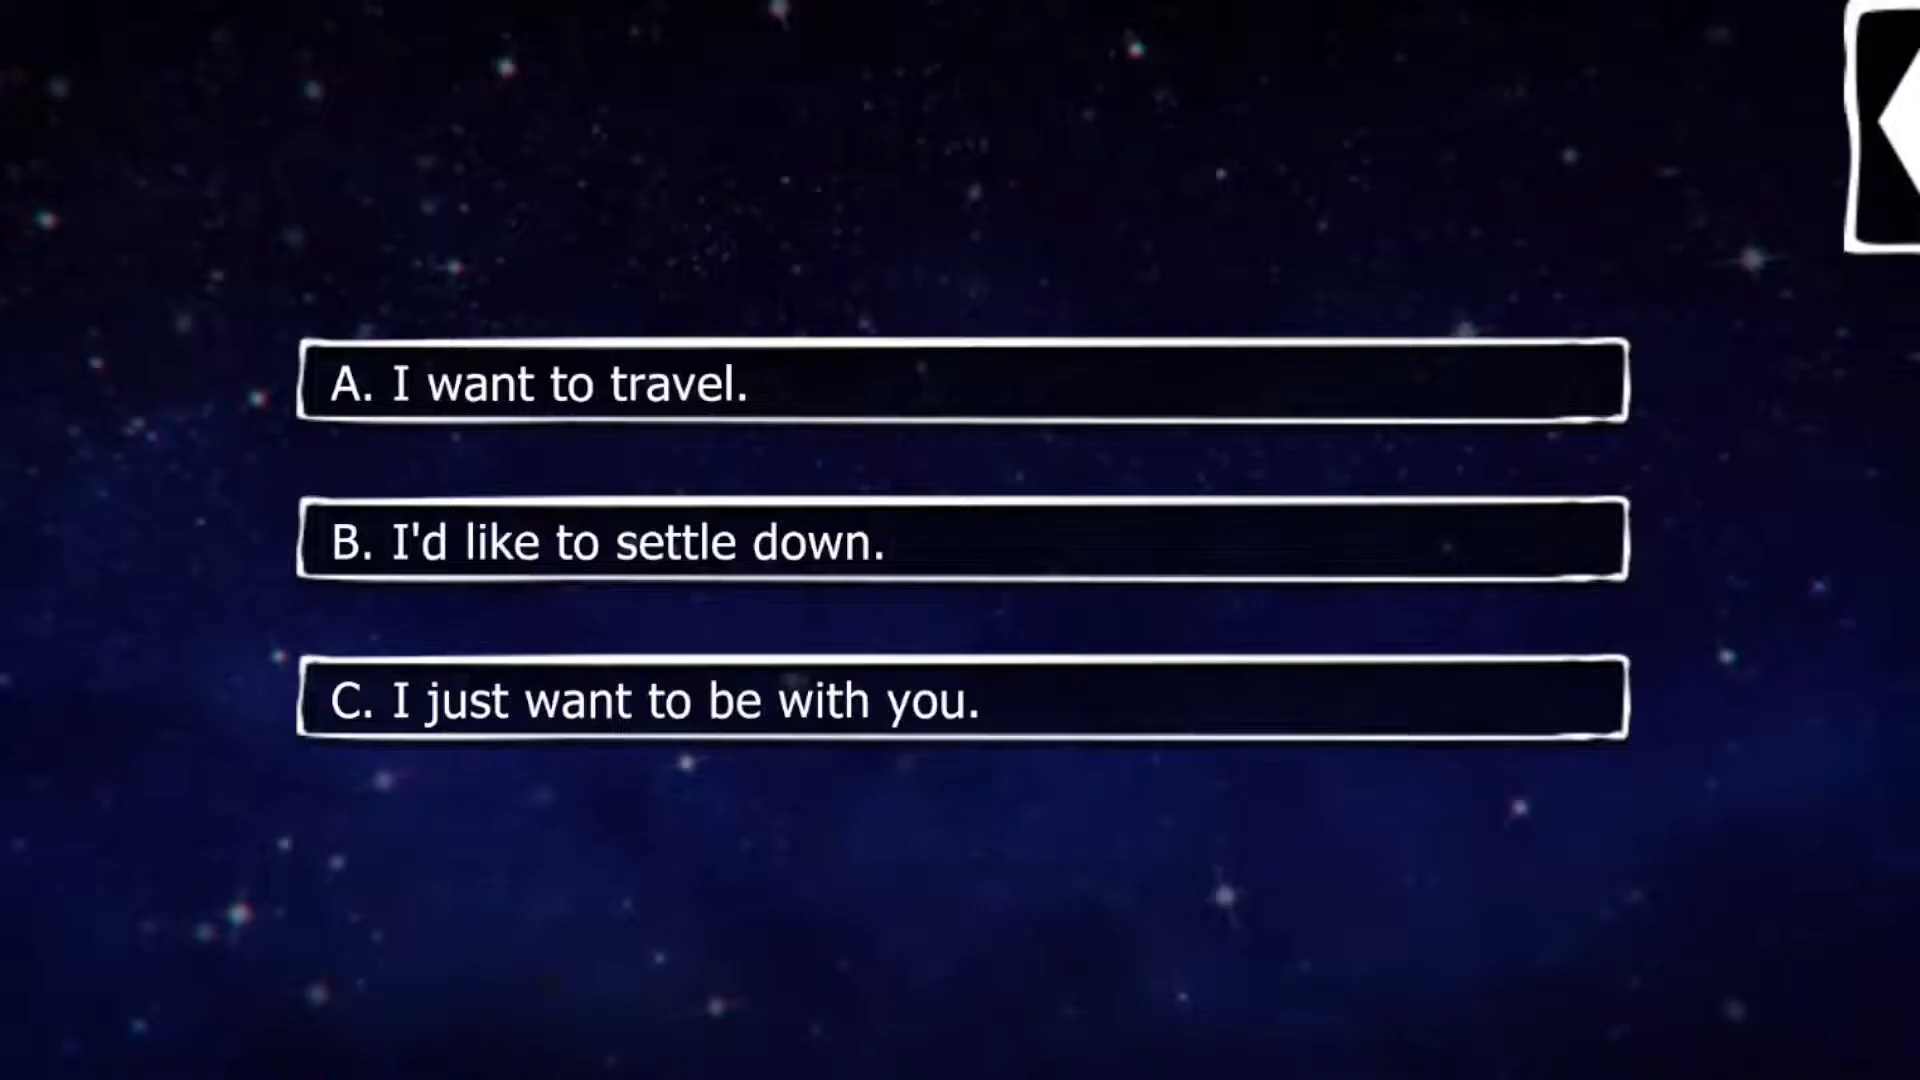 A. I want to travel.
B. I'd like to settle down.
C. I just want to be with you.